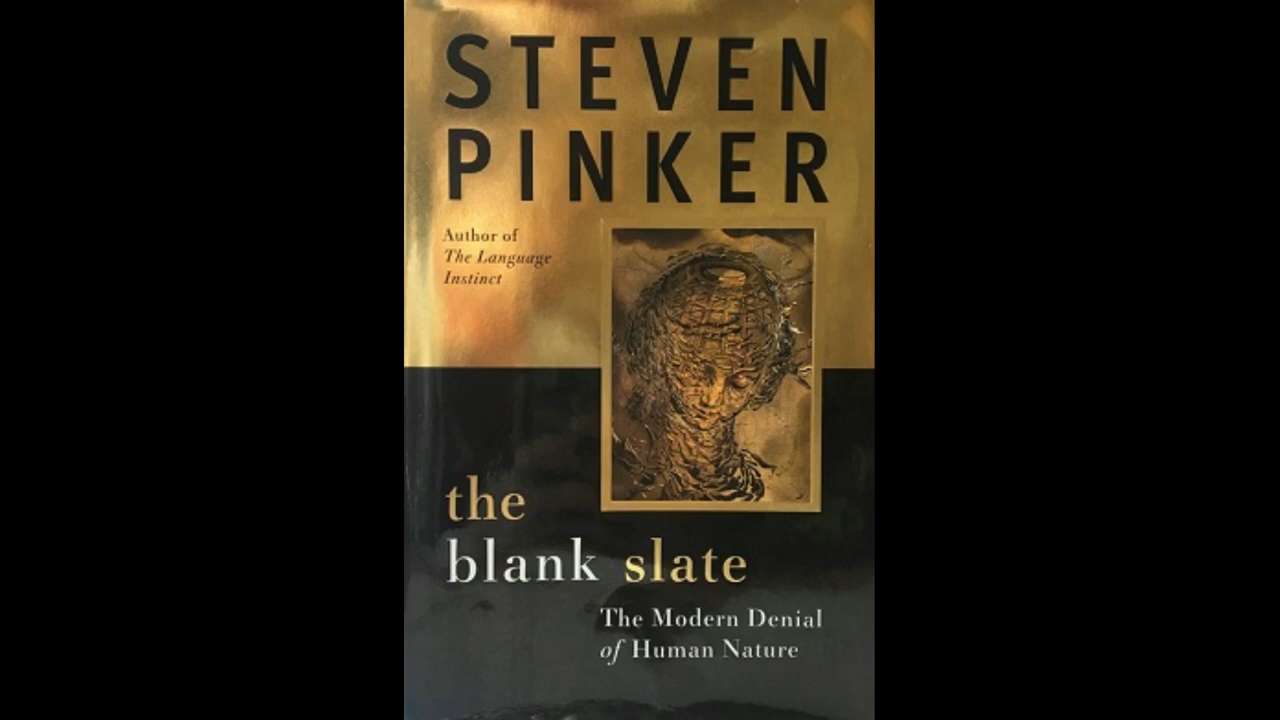 STEVEN
PINKER
Author of
The Language
Instinct
the
blank slate
The Modern Denial
of Human Nature